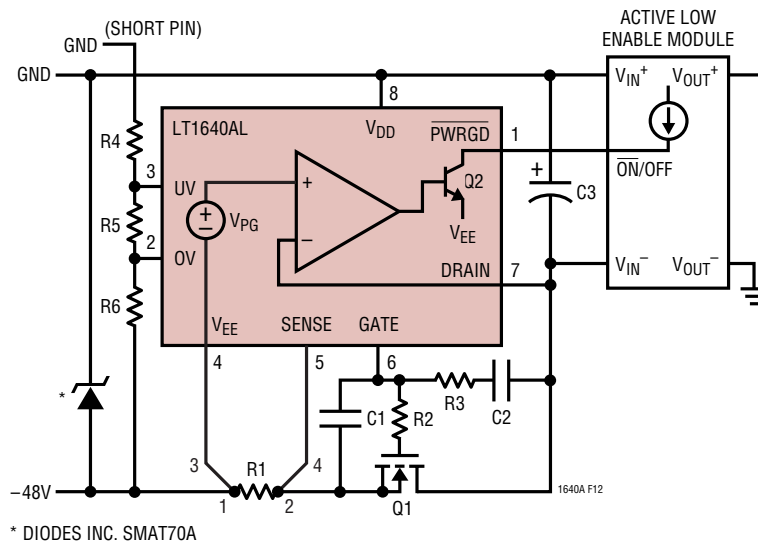 (SHORT PIN)
GND
GND
ACTIVE LOW
ENABLE MODULE
8
LT1640AL
V_DD
PWRGD
1
V_IN+
V_OUT+
R4
3
UV
+
−
V_PG
+
−
Q2
V_EE
ON/OFF
+
C3
R5
2
OV
DRAIN
7
V_IN−
V_OUT−
R6
V_EE
SENSE
GATE
4
5
6
*
C1
R2
R3
C2
3
R1
4
−48V
1
2
Q1
1640A F12
* DIODES INC. SMAT70A